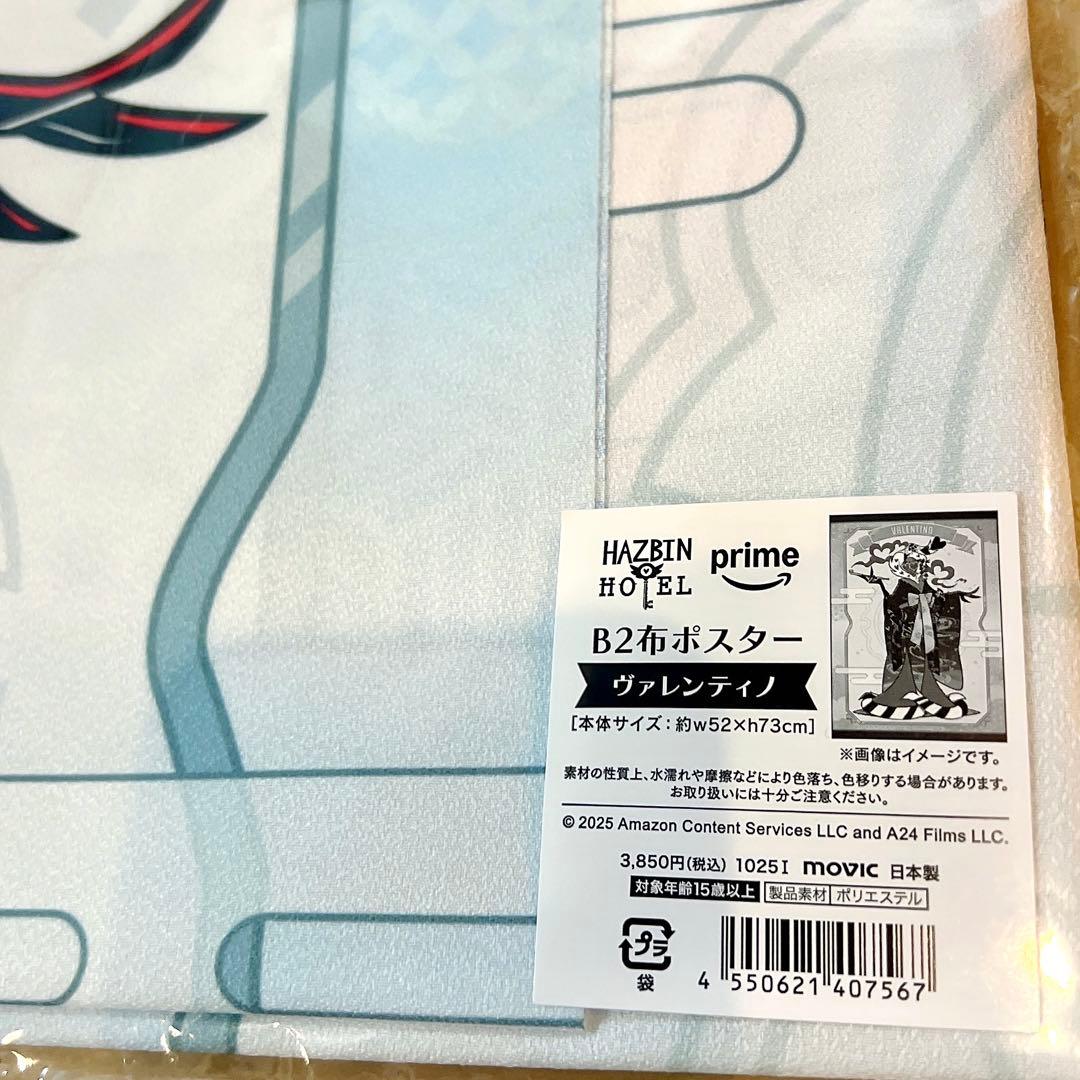 HAZBIN
HOTEL
prime
B2布ポスター
ヴァレンティノ
[本体サイズ:約w52×h73cm]
VALENTINO
※画像はイメージです。
素材の性質上、水濡れや摩擦などにより色落ち、色移りする場合があります。
お取り扱いには十分ご注意ください。
© 2025 Amazon Content Services LLC and A24 Films LLC.
3,850円(税込) 1025I movic 日本製
対象年齢15歳以上 製品素材 ポリエステル
プラ
袋
4 550621 407567